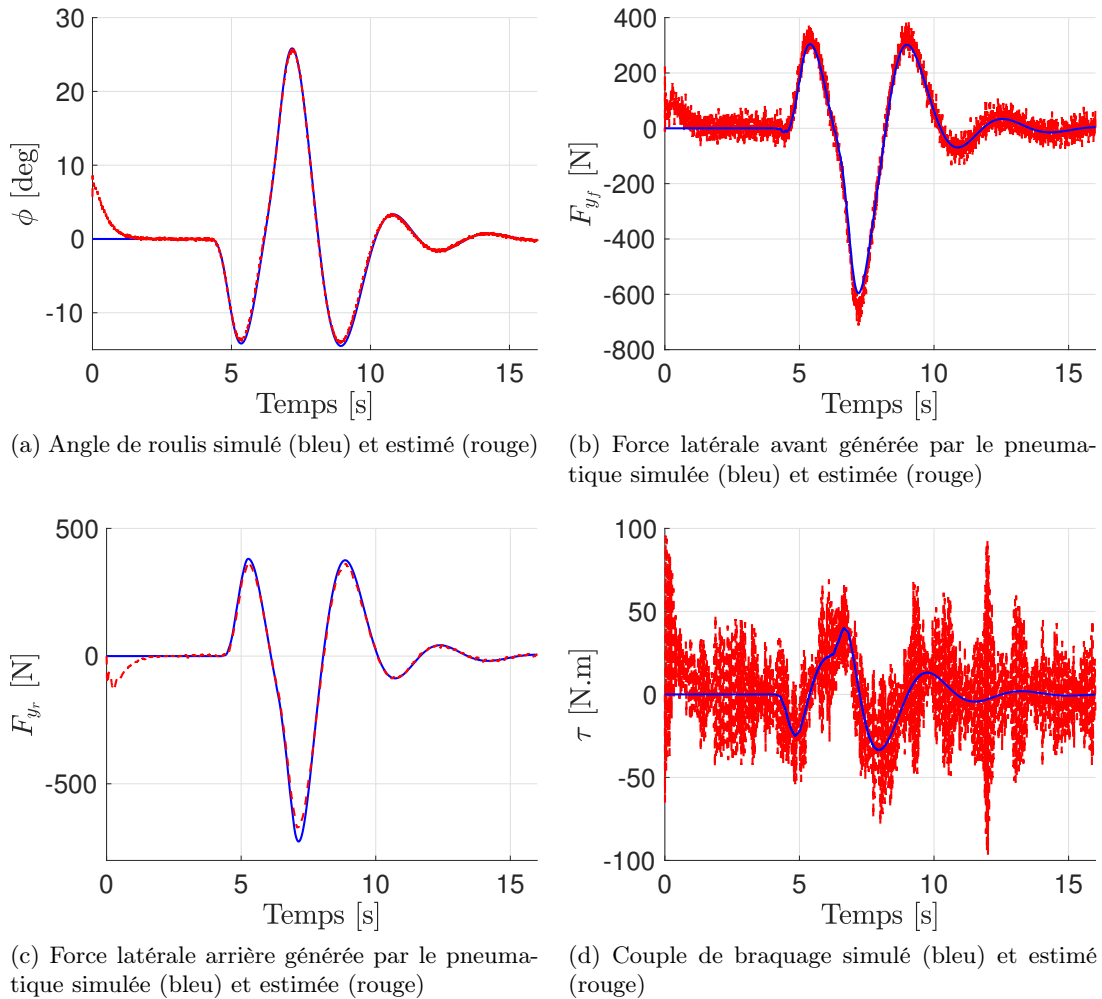 30
20
10
0
-10
ϕ [deg]
0 5 10 15
Temps [s]
(a) Angle de roulis simulé (bleu) et estimé (rouge)
400
200
0
-200
-400
-600
-800
F_{y_f} [N]
0 5 10 15
Temps [s]
(b) Force latérale avant générée par le pneuma-
tique simulée (bleu) et estimée (rouge)
500
0
-500
F_{y_r} [N]
0 5 10 15
Temps [s]
(c) Force latérale arrière générée par le pneuma-
tique simulée (bleu) et estimée (rouge)
100
50
0
-50
-100
τ [N.m]
0 5 10 15
Temps [s]
(d) Couple de braquage simulé (bleu) et estimé
(rouge)